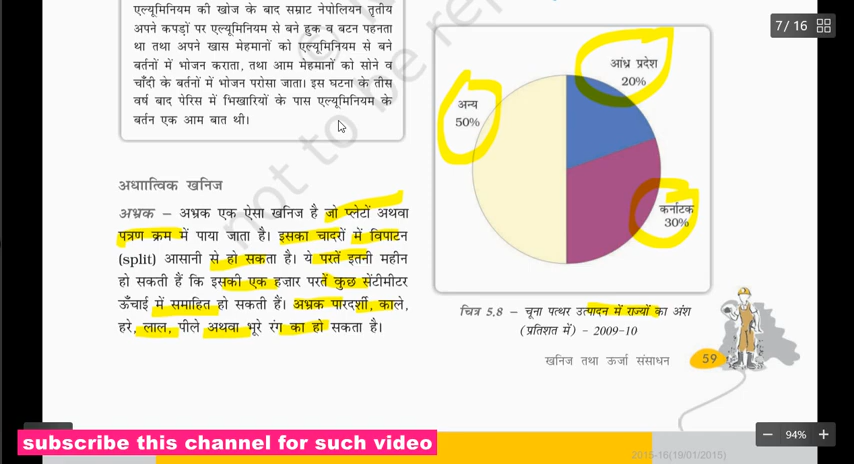 एल्यूमिनियम की खोज के बाद सम्राट नेपोलियन तृतीय
अपने कपड़ों पर एल्यूमिनियम से बने हुक व बटन पहनता
था तथा अपने खास मेहमानों को एल्यूमिनियम से बने
बर्तनों में भोजन कराता, तथा आम मेहमानों को सोने व
चाँदी के बर्तनों में भोजन परोसा जाता। इस घटना के तीस
वर्ष बाद पेरिस में भिखारियों के पास एल्यूमिनियम के
बर्तन एक आम बात थी।
अधात्विक खनिज
अभ्रक – अभ्रक एक ऐसा खनिज है जो प्लेटों अथवा
पत्रण क्रम में पाया जाता है। इसका चादरों में विपाटन
(split) आसानी से हो सकता है। ये परतें इतनी महीन
हो सकती हैं कि इसकी एक हज़ार परतें कुछ सेंटीमीटर
ऊँचाई में समाहित हो सकती हैं। अभ्रक पारदर्शी, काले,
हरे, लाल, पीले अथवा भूरे रंग का हो सकता है।
आंध्र प्रदेश
20%
अन्य
50%
कर्नाटक
30%
चित्र 5.8 – चूना पत्थर उत्पादन में राज्यों का अंश
(प्रतिशत में) – 2009-10
खनिज तथा ऊर्जा संसाधन
59
7 / 16
not to be re
subscribe this channel for such video
94%
2015-16(19/01/2015)